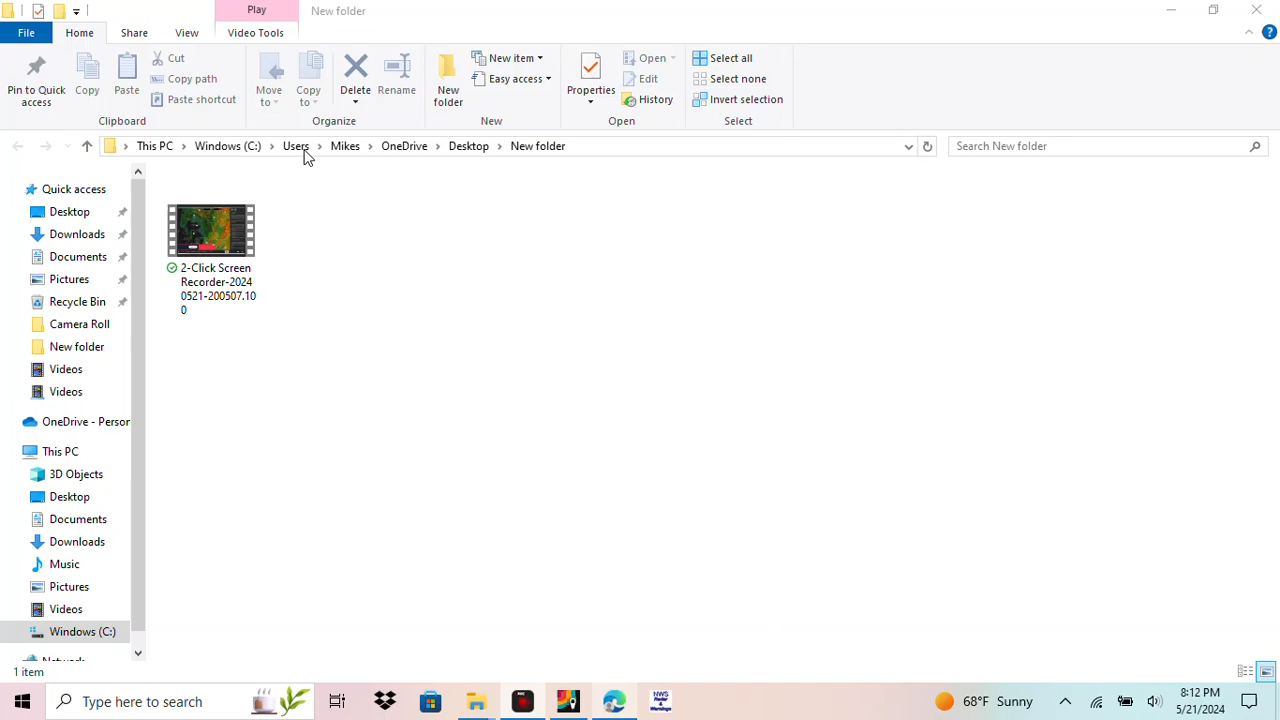 Play
New folder
File Home Share View Video Tools
Pin to Quick access
Copy
Paste
Cut
Copy path
Paste shortcut
Clipboard
Move to
Copy to
Delete
Rename
Organize
New folder
New item
Easy access
New
Properties
Open
Edit
History
Open
Select all
Select none
Invert selection
Select
This PC > Windows (C:) > Users > Mikes > OneDrive > Desktop > New folder
Search New folder
Quick access
Desktop
Downloads
Documents
Pictures
Recycle Bin
Camera Roll
New folder
Videos
Videos
OneDrive - Person
This PC
3D Objects
Desktop
Documents
Downloads
Music
Pictures
Videos
Windows (C:)
Network
2-Click Screen
Recorder-2024
0521-200507.10
0
1 item
Type here to search
REC
NWS
Radar &
Warnings
68°F Sunny
8:12 PM
5/21/2024